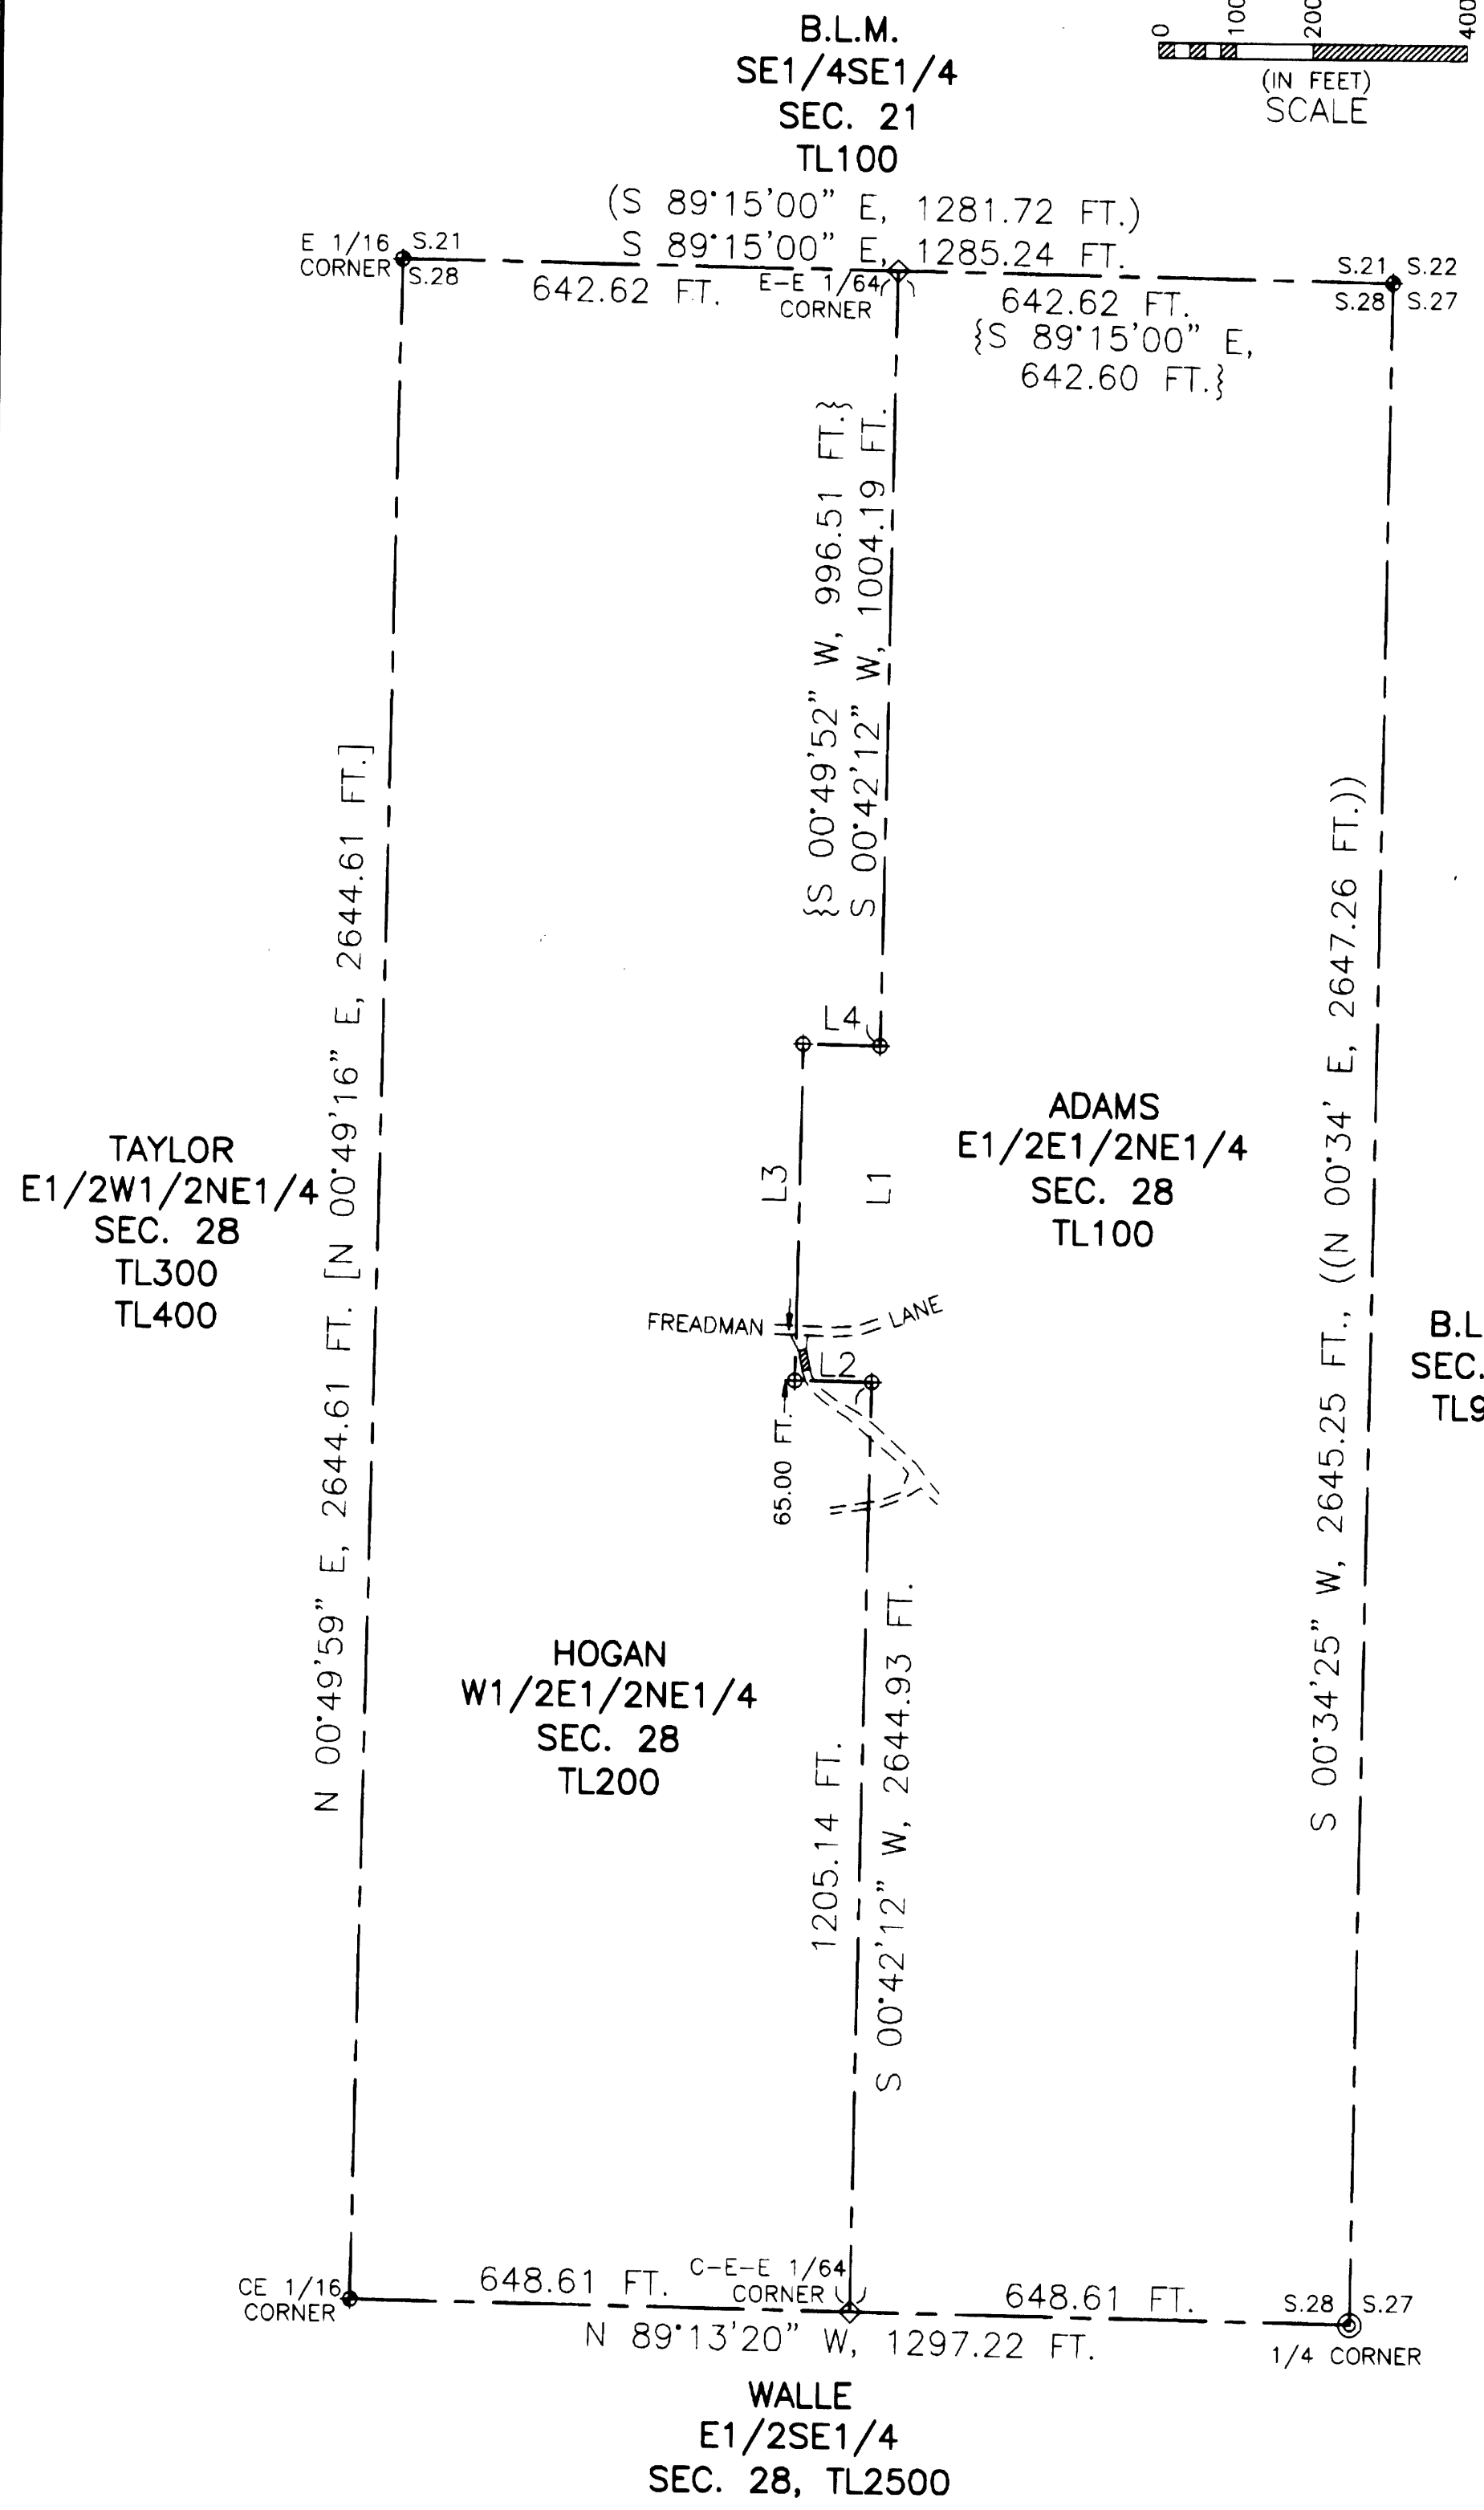 B.L.M.
SE1/4SE1/4
SEC. 21
TL100
0 100 200 400
(IN FEET)
SCALE
(S 89°15'00" E, 1281.72 FT.)
S 89°15'00" E, 1285.24 FT.
E 1/16
CORNER
S.21
S.28
642.62 FT.
E-E 1/64
CORNER
642.62 FT.
{S 89°15'00" E,
642.60 FT.}
S.21 S.22
S.28 S.27
{S 00°49'52" W, 996.51 FT.}
S 00°42'12" W, 1004.19 FT.
N 00°49'59" E, 2644.61 FT. [N 00°49'16" E, 2644.61 FT.]
S 00°34'25" W, 2645.25 FT., ((N 00°34' E, 2647.26 FT.))
L4
L3
L1
TAYLOR
E1/2W1/2NE1/4
SEC. 28
TL300
TL400
ADAMS
E1/2E1/2NE1/4
SEC. 28
TL100
FREADMAN LANE
L2
65.00 FT.
B.L
SEC.
TL9
HOGAN
W1/2E1/2NE1/4
SEC. 28
TL200
1205.14 FT.
S 00°42'12" W, 2644.93 FT.
CE 1/16
CORNER
648.61 FT.
C-E-E 1/64
CORNER
648.61 FT.
S.28 S.27
1/4 CORNER
N 89°13'20" W, 1297.22 FT.
WALLE
E1/2SE1/4
SEC. 28, TL2500